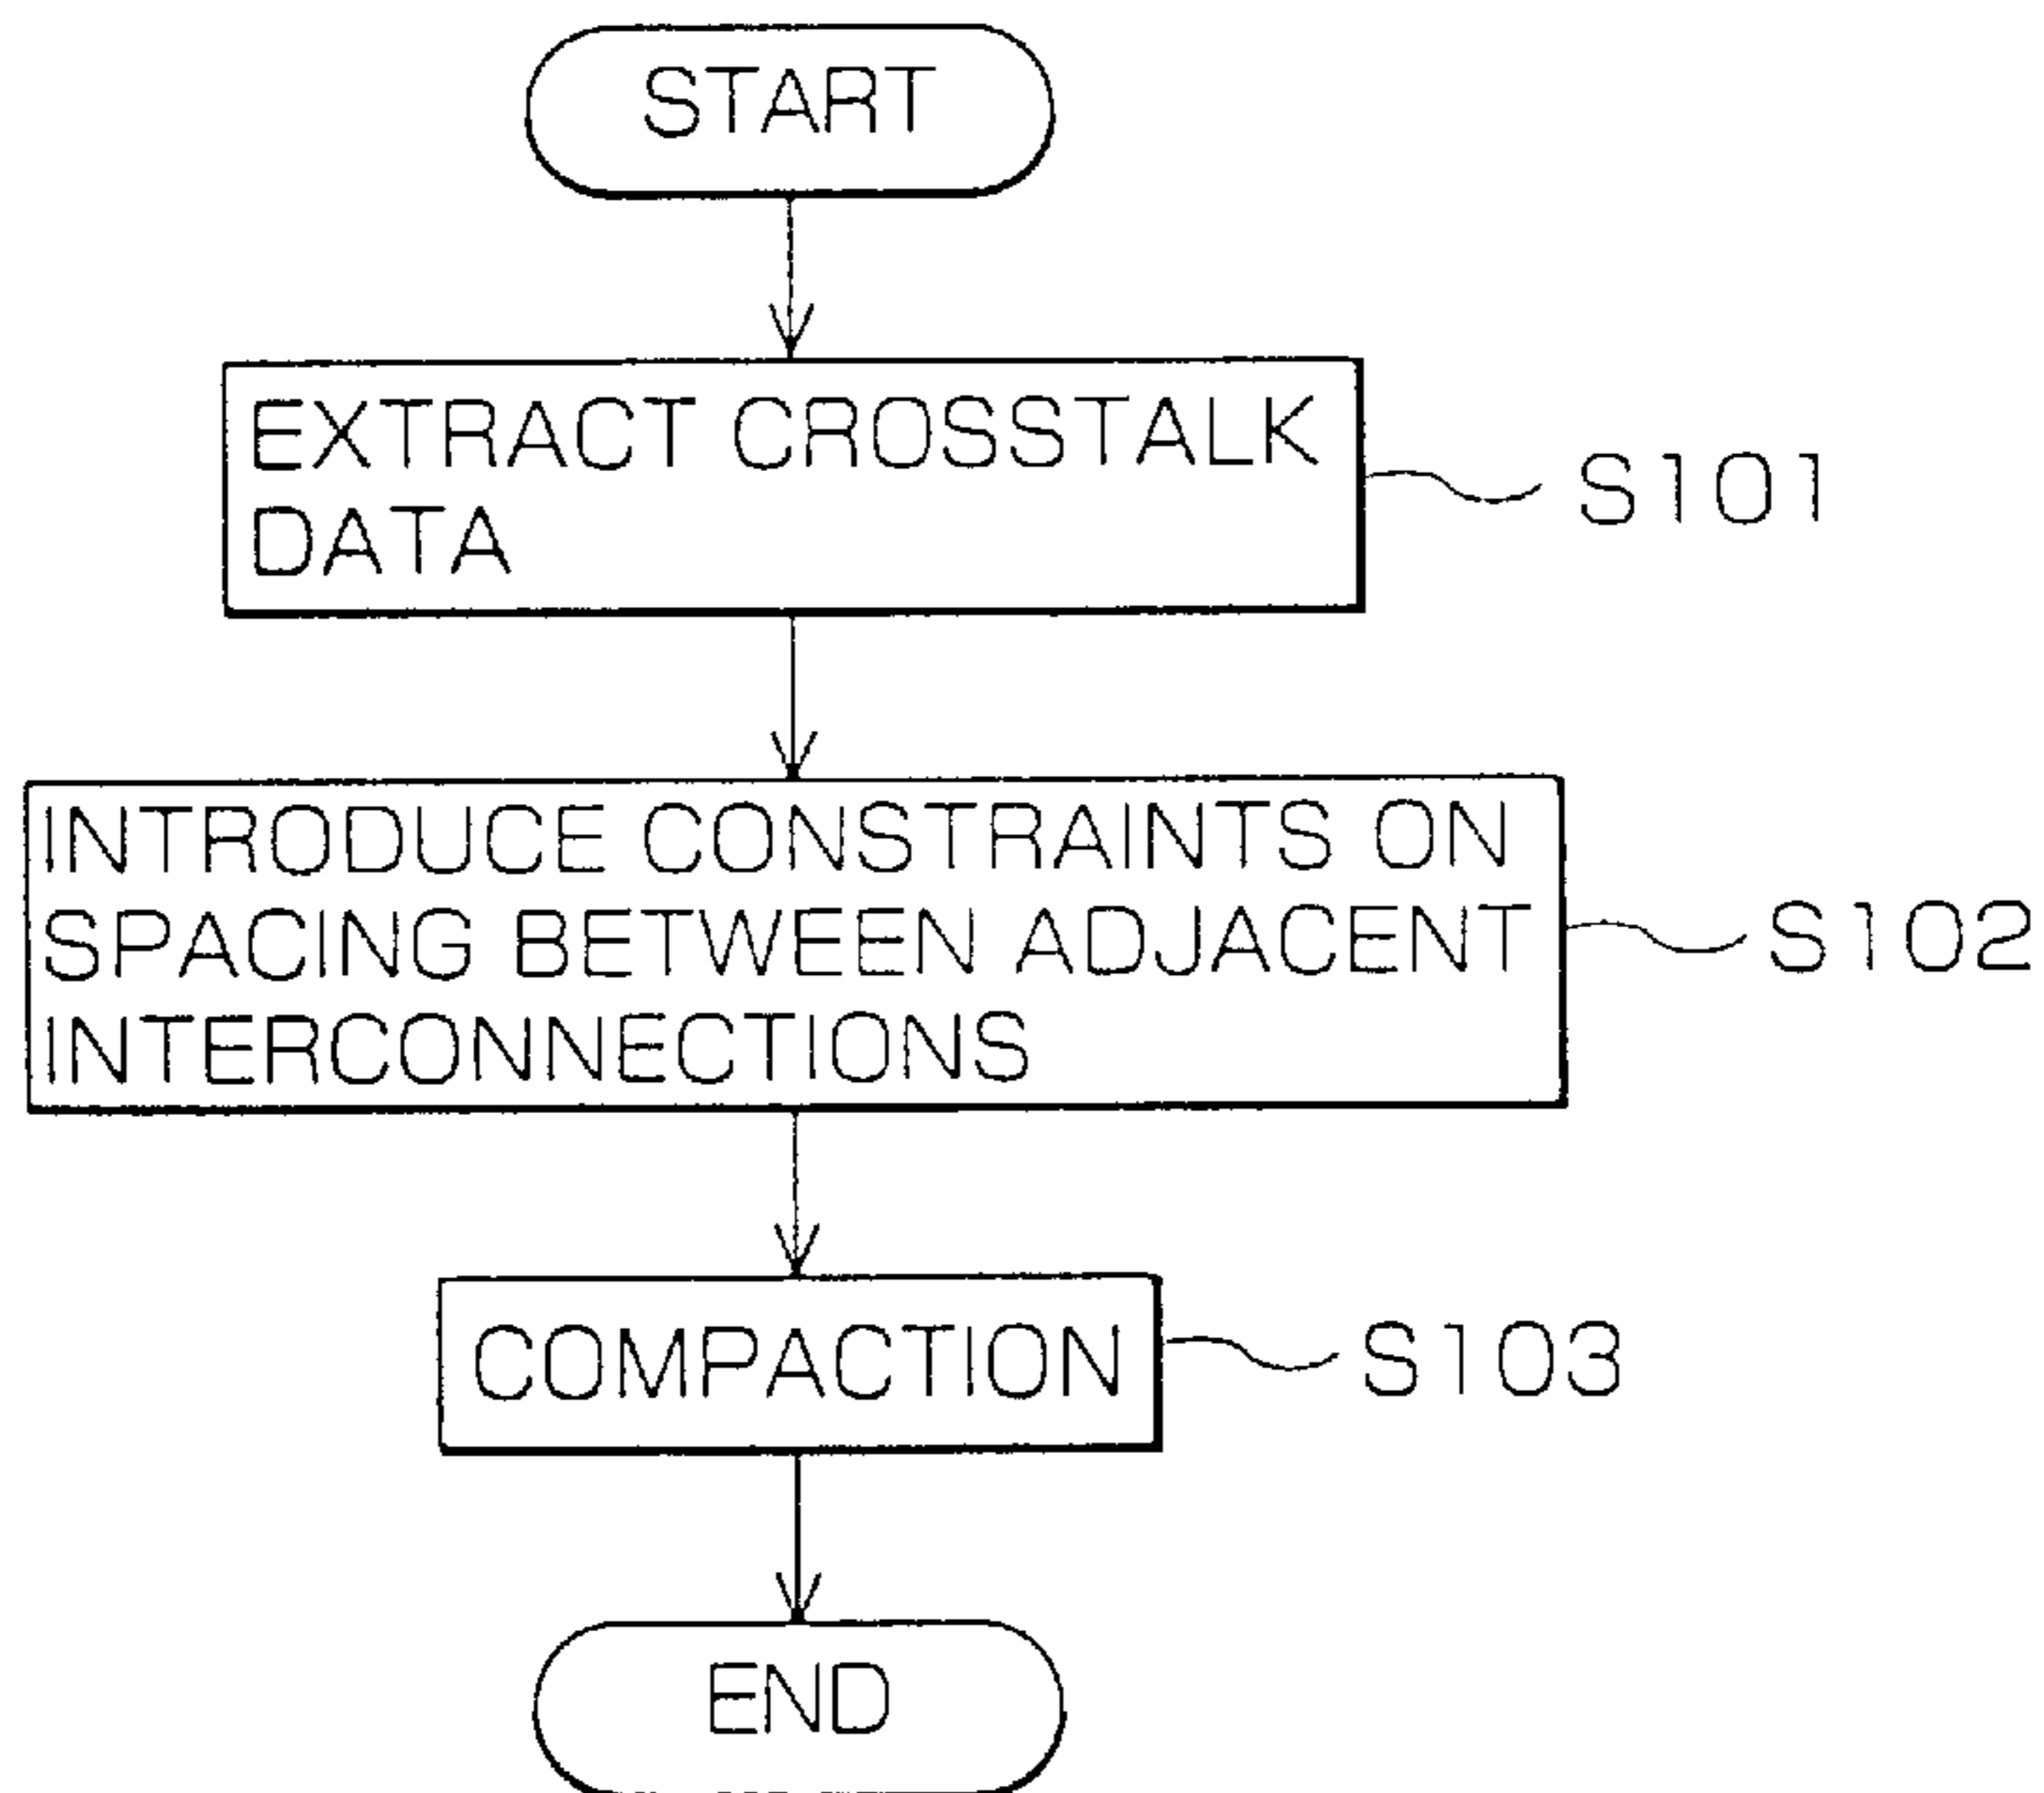 START
EXTRACT CROSSTALK
DATA
S101
INTRODUCE CONSTRAINTS ON
SPACING BETWEEN ADJACENT
INTERCONNECTIONS
S102
COMPACTION
S103
END